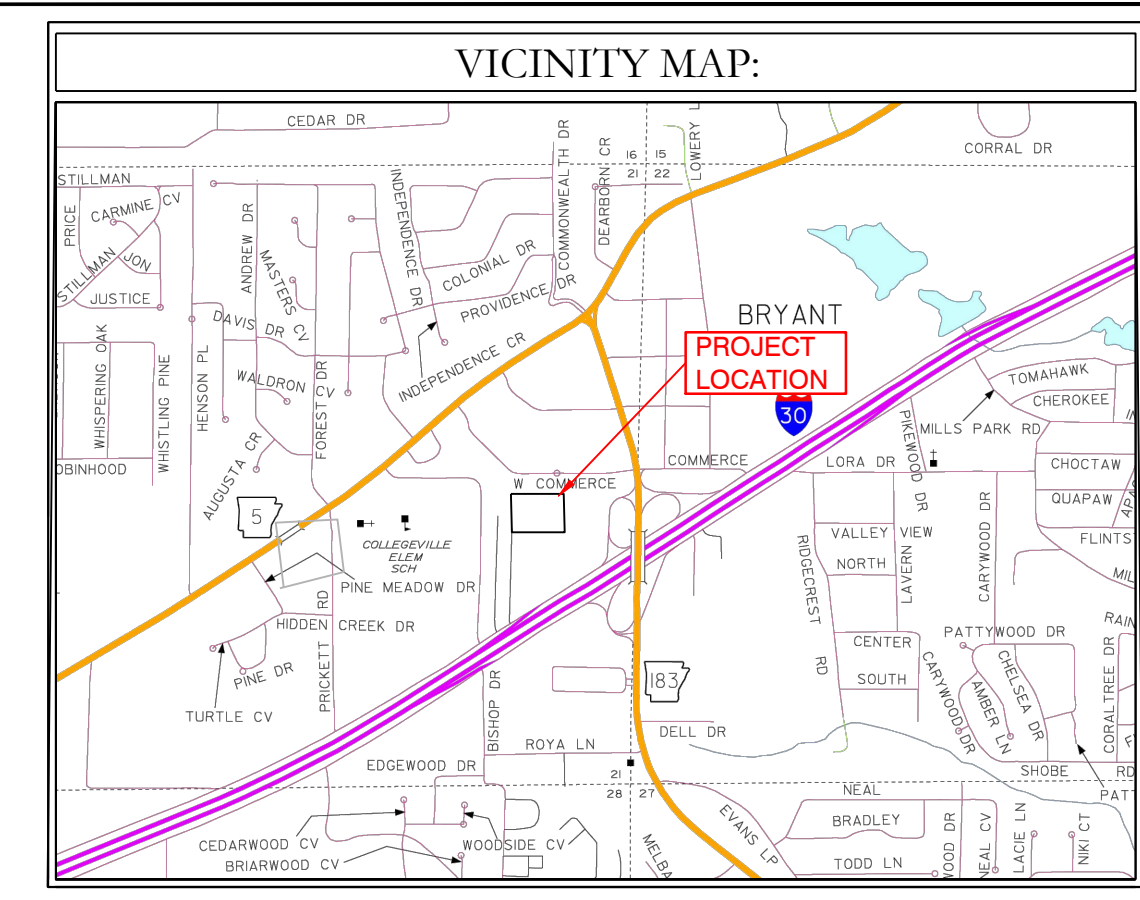 VICINITY MAP:
CEDAR DR
COMMONWEALTH DR
DEARBORN CR
16 15
21 22
LOWERY L
CORRAL DR
STILLMAN
PRICE
CARMINE CV
STILLMAN
JON
JUSTICE
ANDREW DR
MASTERS CV
INDEPENDENCE DR
COLONIAL DR
PROVIDENCE DR
INDEPENDENCE CR
DAVIS DR
WALDRON CV
FOREST DR
HENSON PL
WHISPERING OAK
WHISTLING PINE
OBINHOOD
AUGUSTA CR
BRYANT
PROJECT
LOCATION
30
TOMAHAWK
CHEROKEE
MILLS PARK RD
PIKEWOOD DR
COMMERCE
W COMMERCE
LORA DR
CHOCTAW
QUAPAW
APA
FLINTS
MIL
5
COLLEGEVILLE
ELEM
SCH
PINE MEADOW DR
HIDDEN CREEK DR
PRICKETT RD
PINE DR
TURTLE CV
VALLEY VIEW
NORTH
LAVERN
CARYWOOD DR
RIDGECREST RD
CENTER
SOUTH
PATTYWOOD DR
RAIN
CARYWOOD DR
AMBER LN
CHELSEA DR
CORALTREE DR
183
BISHOP DR
DELL DR
ROYA LN
EDGEWOOD DR
SHOBE RD
PATT
21
28 27
NEAL
BRADLEY
EVANS LP
MELBA
TODD LN
WOOD DR
NEAL CV
LACIE LN
NIKI CT
CEDARWOOD CV
BRIARWOOD CV
WOODSIDE CV